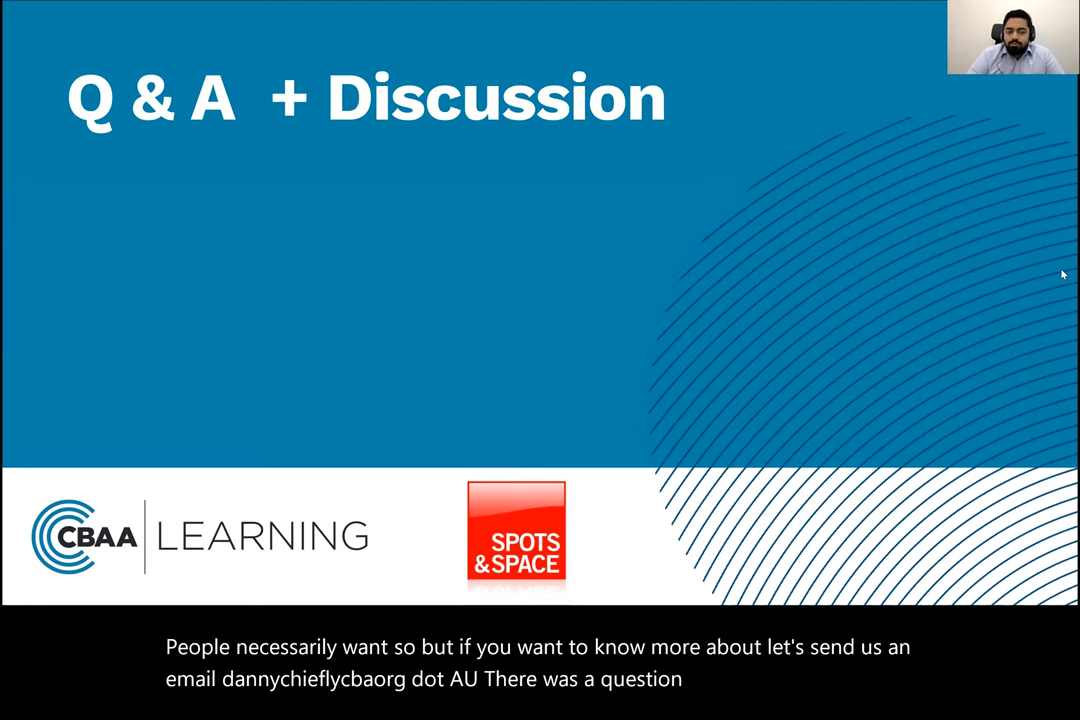 Q & A + Discussion
CBAA LEARNING
SPOTS
& SPACE
People necessarily want so but if you want to know more about let's send us an
email dannychieflycbaorg dot AU There was a question